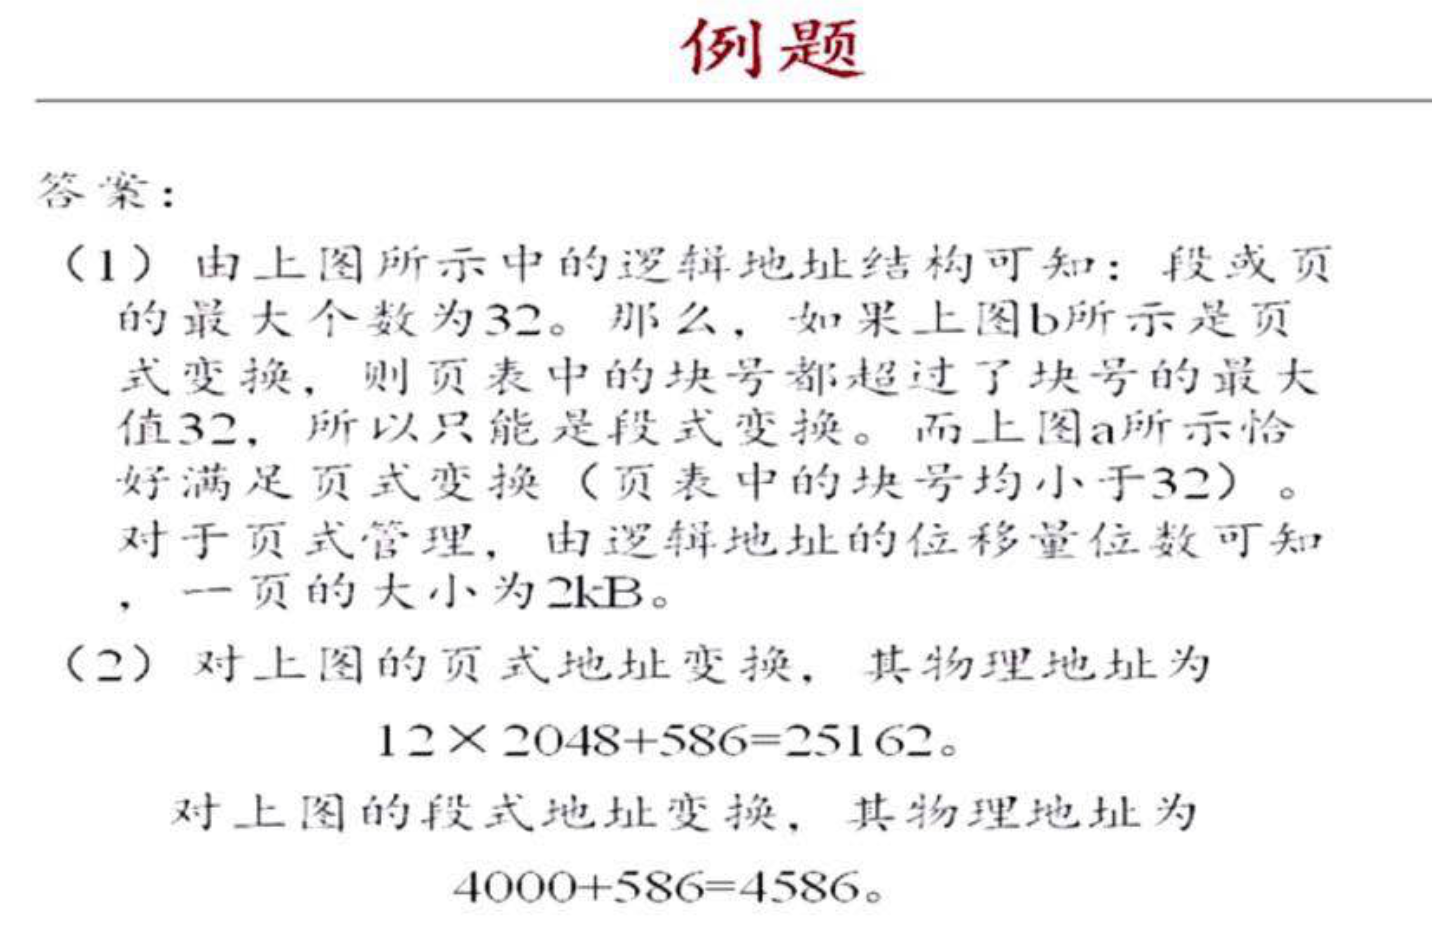 例题
答案：
（1）由上图所示中的逻辑地址结构可知：段或页
的最大个数为32。那么，如果上图b所示是页
式变换，则页表中的块号都超过了块号的最大
值32，所以只能是段式变换。而上图a所示恰
好满足页式变换（页表中的块号均小于32）。
对于页式管理，由逻辑地址的位移量位数可知
，一页的大小为2kB。
（2）对上图的页式地址变换，其物理地址为
12×2048+586=25162。
对上图的段式地址变换，其物理地址为
4000+586=4586。